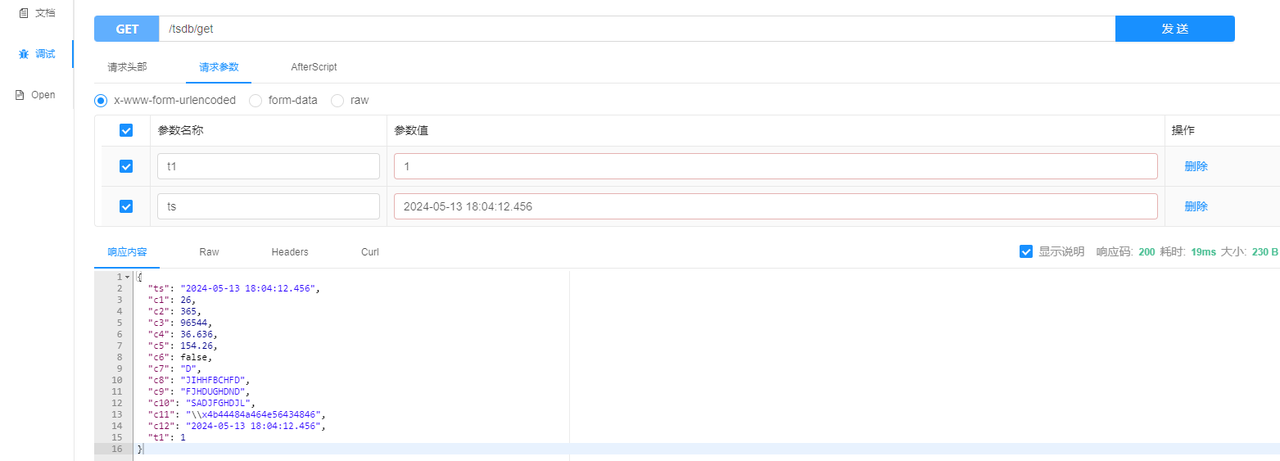 文档
GET /tsdb/get 发 送
调试
请求头部 请求参数 AfterScript
Open
x-www-form-urlencoded form-data raw
参数名称 参数值 操作
t1 1 删除
ts 2024-05-13 18:04:12.456 删除
响应内容 Raw Headers Curl 显示说明 响应码: 200 耗时: 19ms 大小: 230 B
1 {
2 "ts": "2024-05-13 18:04:12.456",
3 "c1": 26,
4 "c2": 365,
5 "c3": 96544,
6 "c4": 36.636,
7 "c5": 154.26,
8 "c6": false,
9 "c7": "D",
10 "c8": "JIHHFBCHFD",
11 "c9": "FJHDUGHDND",
12 "c10": "SADJFGHDJL",
13 "c11": "\\x4b44484a464e56434846",
14 "c12": "2024-05-13 18:04:12.456",
15 "t1": 1
16 }